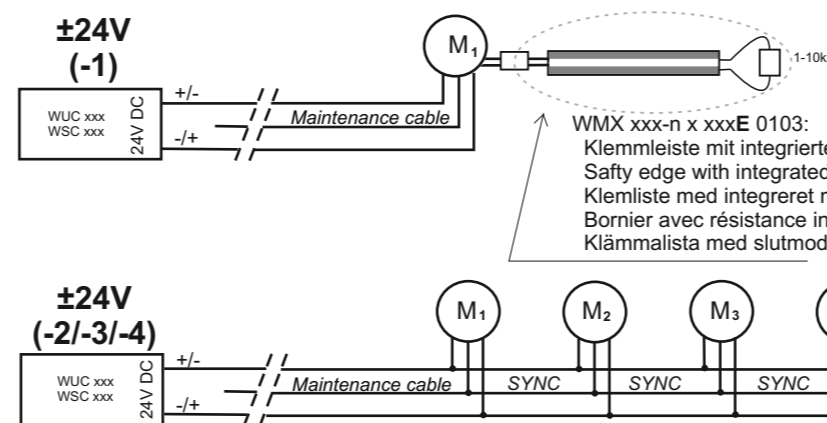 ±24V
(-1)
M1
1-10k
+/-
WUC xxx
WSC xxx
24V DC
Maintenance cable
-/+
WMX xxx-n x xxxE 0103:
Klemmleiste mit integrierte
Safty edge with integrated
Klemliste med integreret
Bornier avec résistance in
Klämmalista med slutmod
±24V
(-2/-3/-4)
M1
M2
M3
+/-
WUC xxx
WSC xxx
24V DC
Maintenance cable
SYNC
SYNC
SYNC
-/+